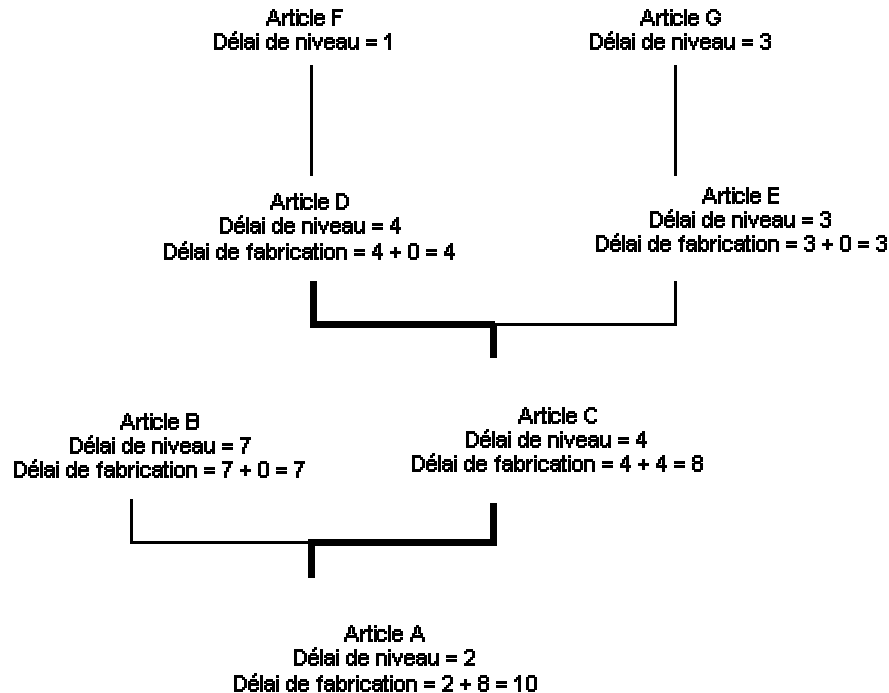 Article F
Délai de niveau = 1
Article G
Délai de niveau = 3
Article D
Délai de niveau = 4
Délai de fabrication = 4 + 0 = 4
Article E
Délai de niveau = 3
Délai de fabrication = 3 + 0 = 3
Article B
Délai de niveau = 7
Délai de fabrication = 7 + 0 = 7
Article C
Délai de niveau = 4
Délai de fabrication = 4 + 4 = 8
Article A
Délai de niveau = 2
Délai de fabrication = 2 + 8 = 10